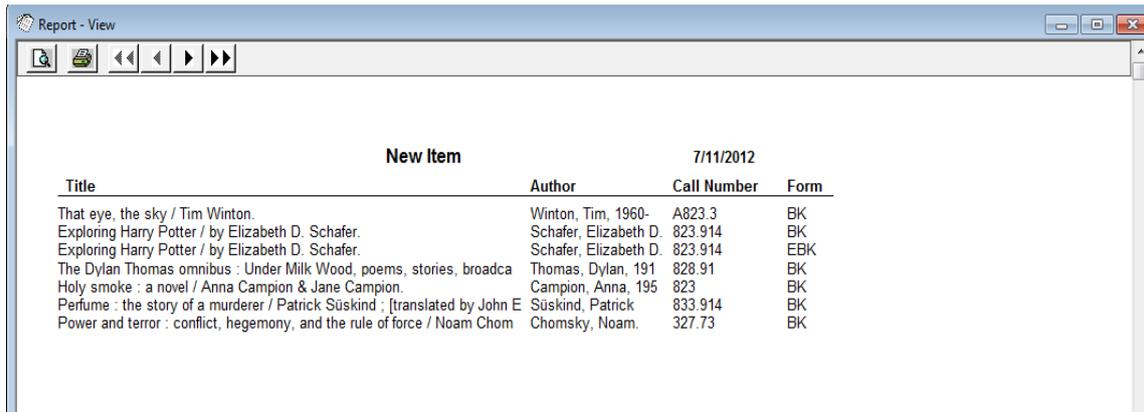 Report - View
New Item 7/11/2012
Title Author Call Number Form
That eye, the sky / Tim Winton. Winton, Tim, 1960- A823.3 BK
Exploring Harry Potter / by Elizabeth D. Schafer. Schafer, Elizabeth D. 823.914 BK
Exploring Harry Potter / by Elizabeth D. Schafer. Schafer, Elizabeth D. 823.914 EBK
The Dylan Thomas omnibus : Under Milk Wood, poems, stories, broadca Thomas, Dylan, 191 828.91 BK
Holy smoke : a novel / Anna Campion & Jane Campion. Campion, Anna, 195 823 BK
Perfume : the story of a murderer / Patrick Süskind ; [translated by John E Süskind, Patrick 833.914 BK
Power and terror : conflict, hegemony, and the rule of force / Noam Chom Chomsky, Noam. 327.73 BK